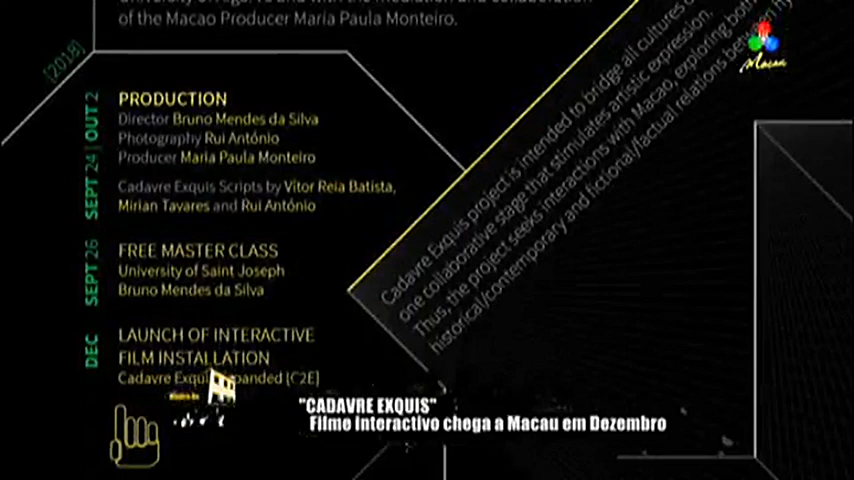 of the Macao Producer Maria Paula Monteiro.
[2018]
SEPT 24 | OUT 2
PRODUCTION
Director Bruno Mendes da Silva
Photography Rui António
Producer Maria Paula Monteiro
Cadavre Exquis Scripts by Vítor Reia Batista,
Mirian Tavares and Rui António
SEPT 26
FREE MASTER CLASS
University of Saint Joseph
Bruno Mendes da Silva
DEC
LAUNCH OF INTERACTIVE
FILM INSTALLATION
Cadavre [C2E]
Cadavre Exquis project is intended to bridge all cultures
one collaborative stage that stimulates artistic expression.
Thus, the project seeks interactions with Macao, exploring both
historical/contemporary and fictional/factual relations between
Macau
"CADAVRE EXQUIS"
Filme Interactivo chega a Macau em Dezembro